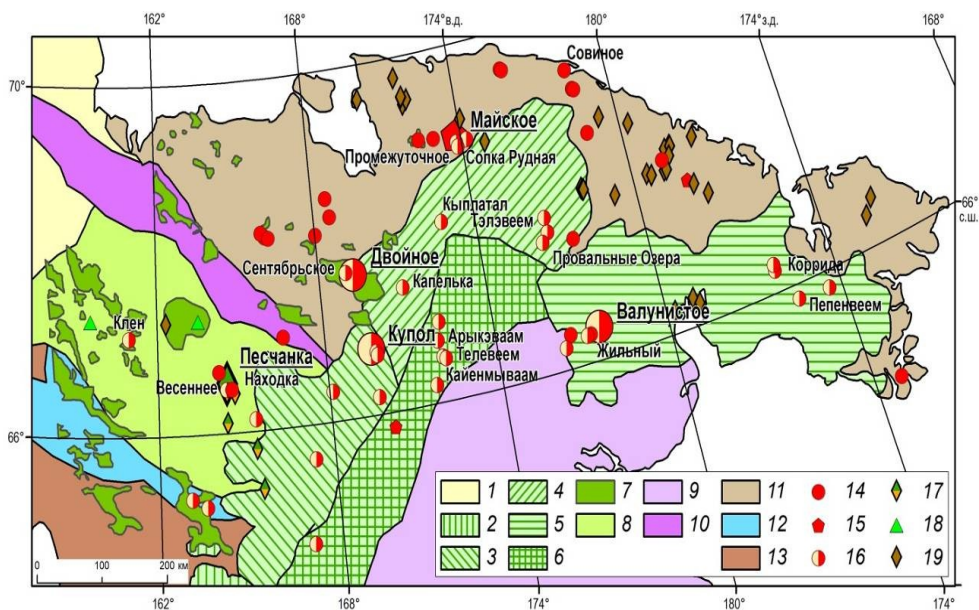 162°
168°
174° в.д.
180°
174° з.д.
168°
70°
Совиное
Майское
Промежуточное
Сопка Рудная
66°
с.ш.
Кыплатал
Тэлэвеем
Провальные Озера
Сентябрьское
Двойное
Капелька
Коррида
Пепенвеем
Клен
Валунистое
Купол
Арыкэваам
Жильный
Песчанка
Телевеем
Весеннее
Находка
Кайенмываам
66°
1 4 7 9 11 14 17
2 5 8 10 12 15 18
3 6 13 16 19
0 100 200 км
162°
168°
174°
180°
174°